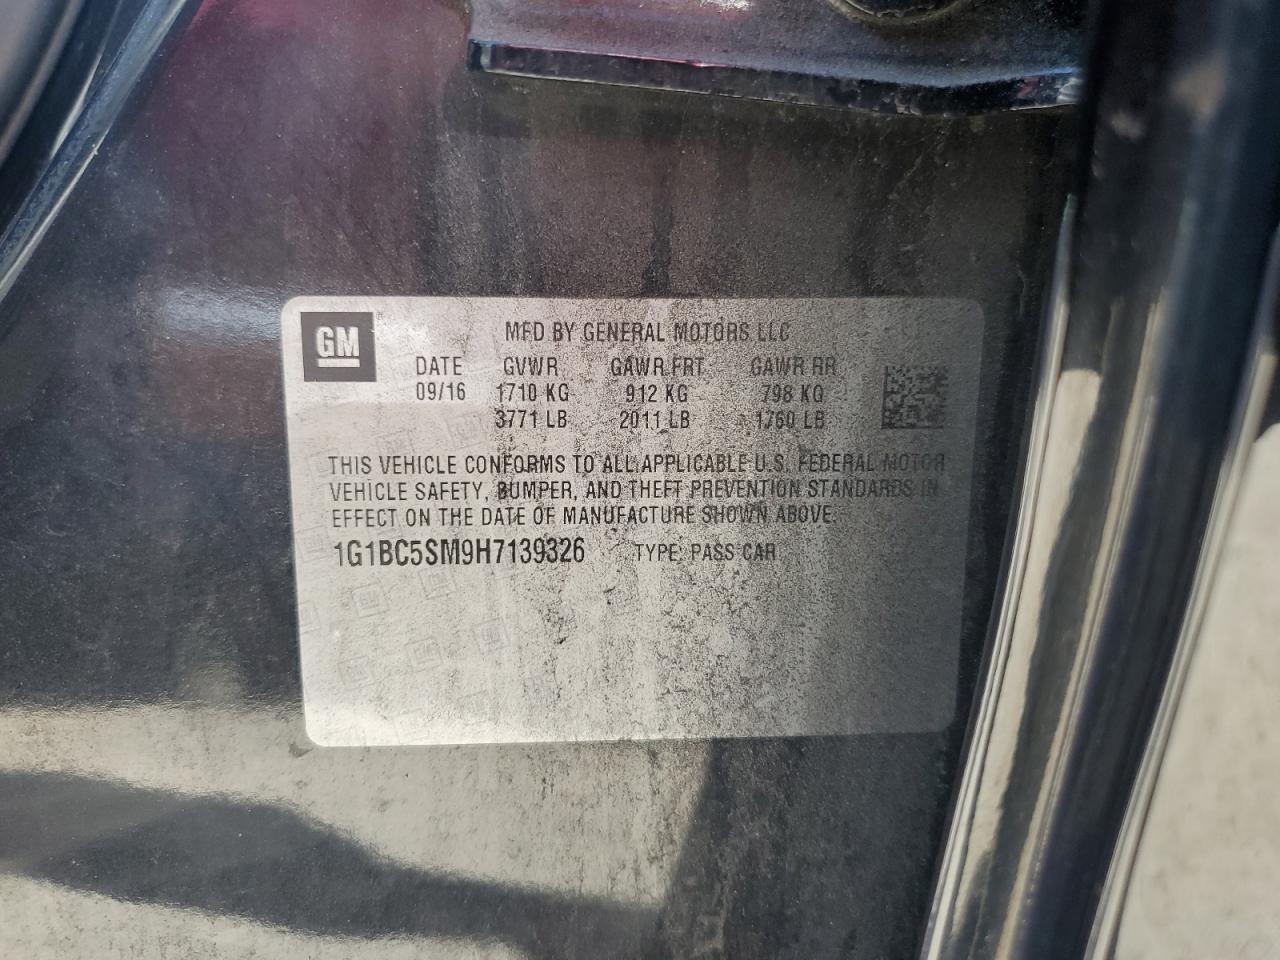 GM
MFD BY GENERAL MOTORS LLC
DATE GVWR GAWR FRT GAWR RR
09/16 1710 KG 912 KG 798 KG
3771 LB 2011 LB 1760 LB
THIS VEHICLE CONFORMS TO ALL APPLICABLE U.S. FEDERAL MOTOR
VEHICLE SAFETY, BUMPER, AND THEFT PREVENTION STANDARDS IN
EFFECT ON THE DATE OF MANUFACTURE SHOWN ABOVE.
1G1BC5SM9H7139326 TYPE: PASS CAR